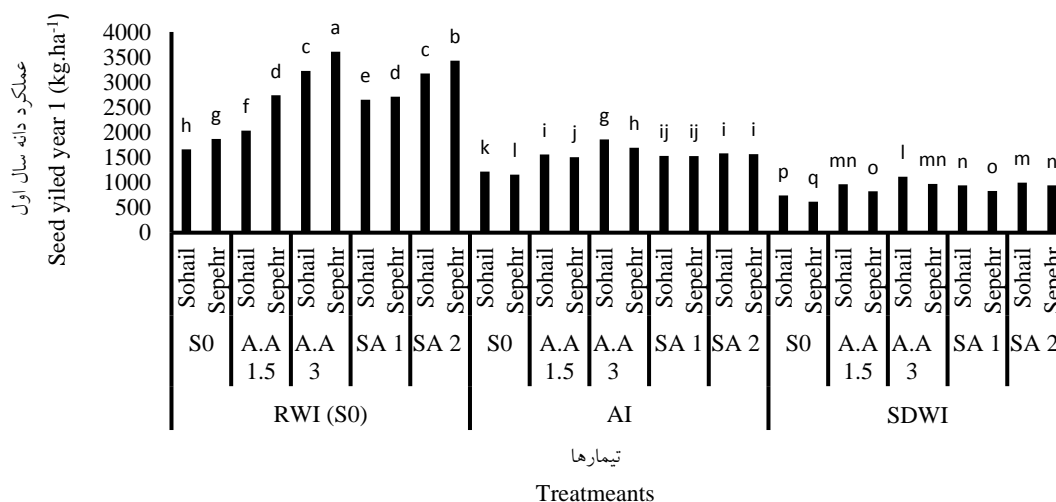 عملکرد دانه سال اول
Seed yiled year 1 (kg.ha-1)
4000
3500
3000
2500
2000
1500
1000
500
0
h g f d c a e d c b k l i j g h ij ij i i p q mn o l mn n o m n
Sohail Sepehr Sohail Sepehr Sohail Sepehr Sohail Sepehr Sohail Sepehr Sohail Sepehr Sohail Sepehr Sohail Sepehr Sohail Sepehr Sohail Sepehr Sohail Sepehr Sohail Sepehr Sohail Sepehr Sohail Sepehr Sohail Sepehr
S0 A.A A.A SA 1 SA 2 S0 A.A A.A SA 1 SA 2 S0 A.A A.A SA 1 SA 2
1.5 3 1.5 3 1.5 3
RWI (S0) AI SDWI
تیمارها
Treatmeants